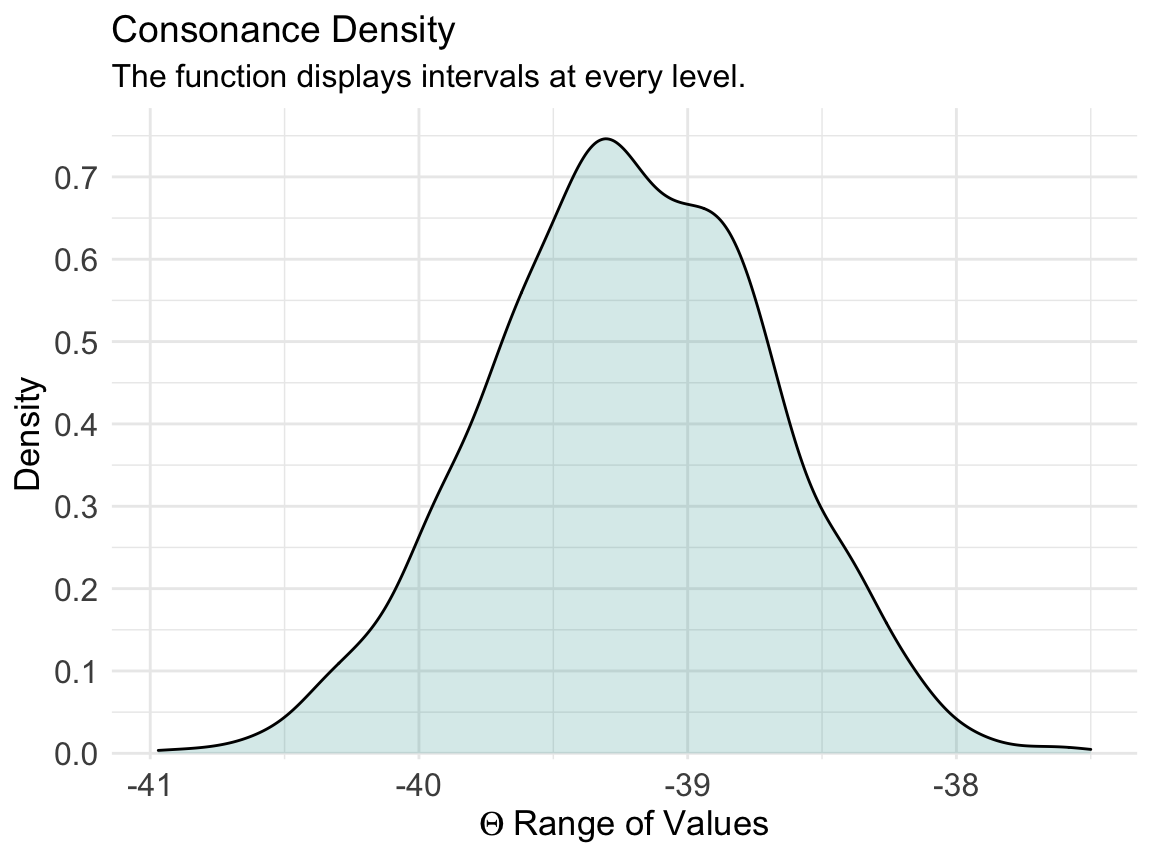 Consonance Density
The function displays intervals at every level.
0.7
0.6
0.5
0.4
0.3
0.2
0.1
0.0
Density
-41 -40 -39 -38
Θ Range of Values